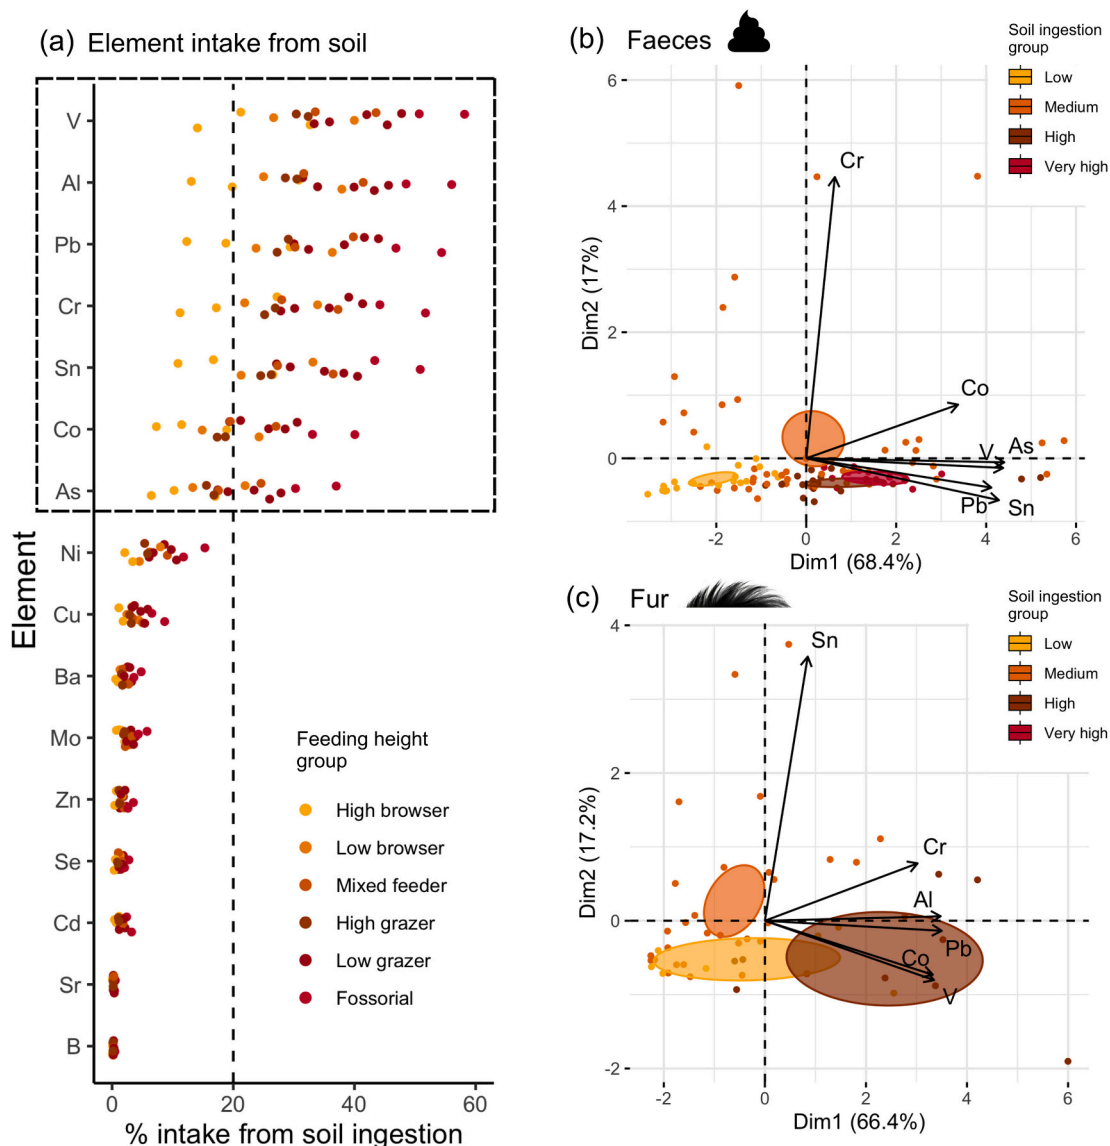 (a) Element intake from soil
V
Al
Pb
Cr
Sn
Co
As
Ni
Cu
Ba
Mo
Zn
Se
Cd
Sr
B
Element
0 20 40 60
% intake from soil ingestion
Feeding height
group
High browser
Low browser
Mixed feeder
High grazer
Low grazer
Fossorial
(b) Faeces
Soil ingestion
group
Low
Medium
High
Very high
6
4
2
0
Dim2 (17%)
Cr
Co
V
As
Pb
Sn
-2 0 2 4 6
Dim1 (68.4%)
(c) Fur
Soil ingestion
group
Low
Medium
High
Very high
4
2
0
-2
Dim2 (17.2%)
Sn
Cr
Al
Pb
Co
V
-2 0 2 4 6
Dim1 (66.4%)